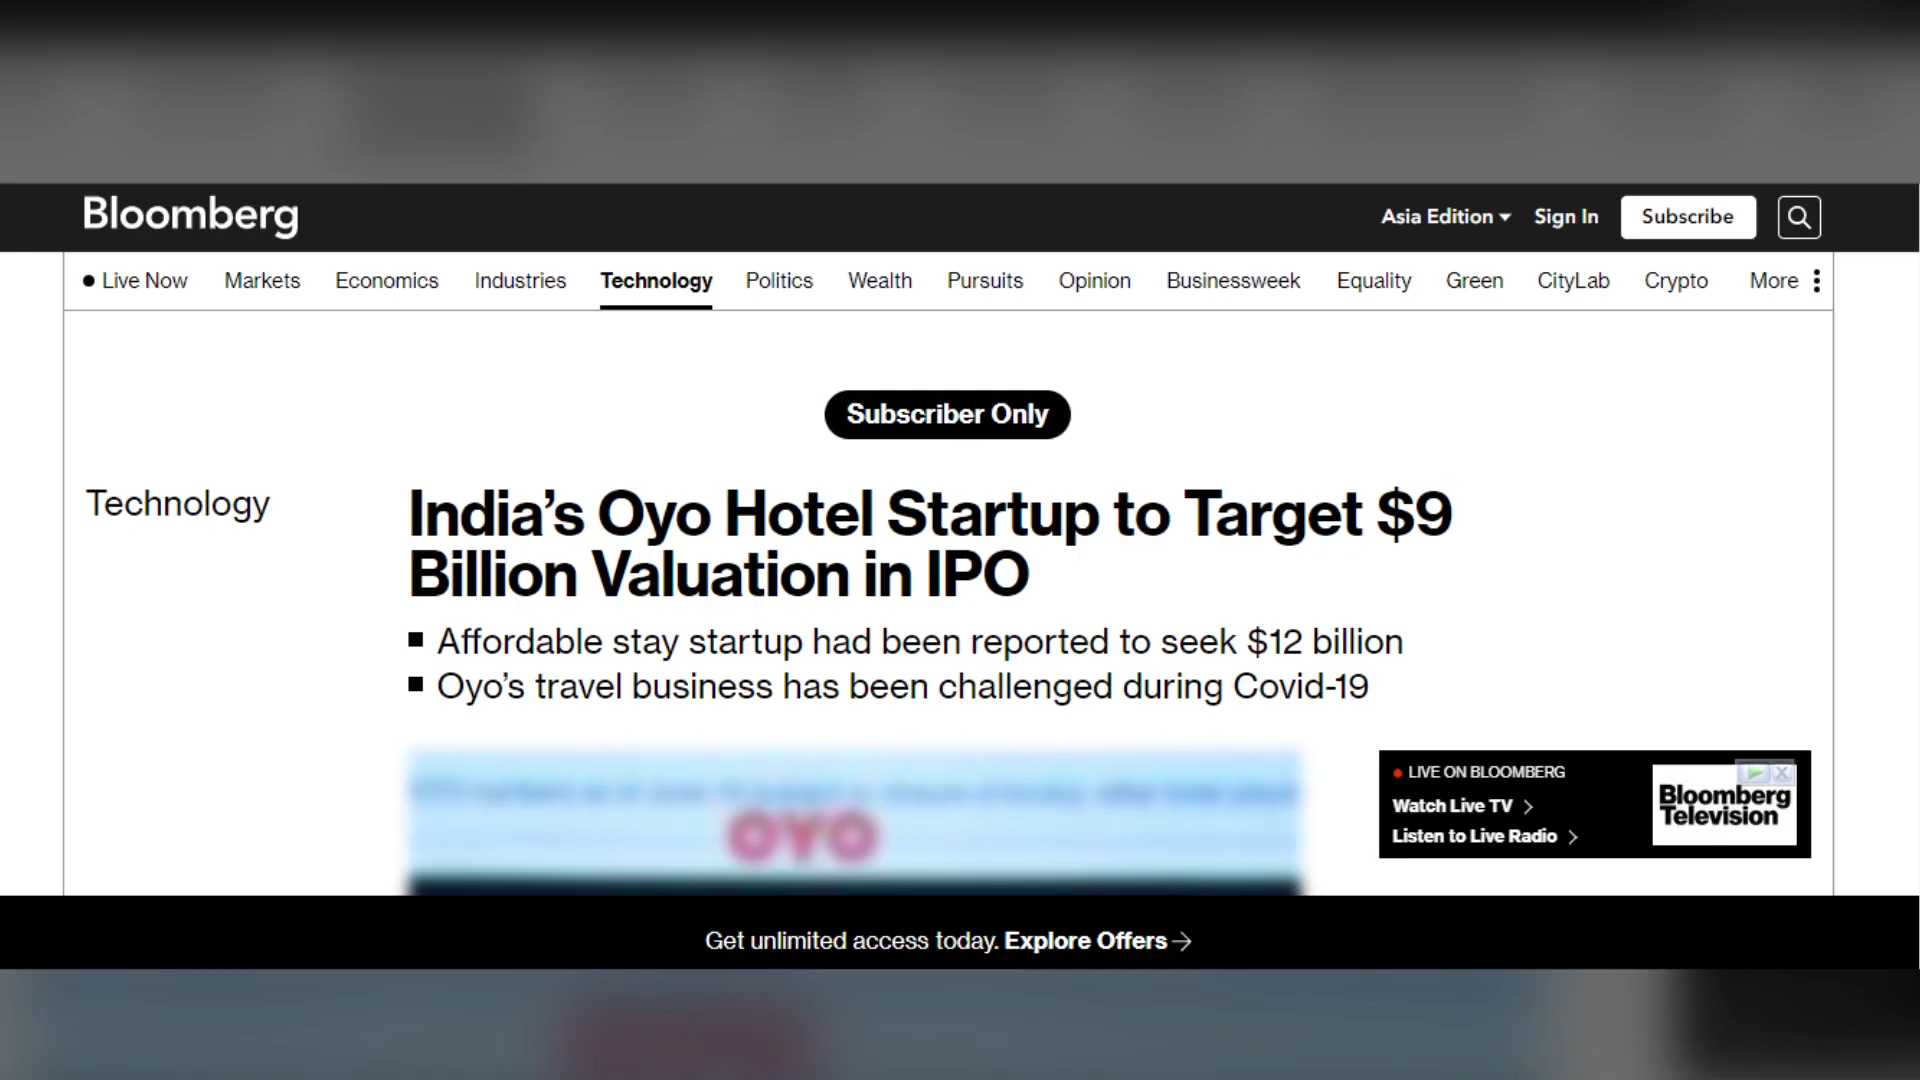 Bloomberg
Asia Edition Sign In Subscribe
Live Now Markets Economics Industries Technology Politics Wealth Pursuits Opinion Businessweek Equality Green CityLab Crypto More
Subscriber Only
Technology
India's Oyo Hotel Startup to Target $9
Billion Valuation in IPO
Affordable stay startup had been reported to seek $12 billion
Oyo's travel business has been challenged during Covid-19
OYO
LIVE ON BLOOMBERG
Watch Live TV
Listen to Live Radio
Bloomberg
Television
Get unlimited access today. Explore Offers